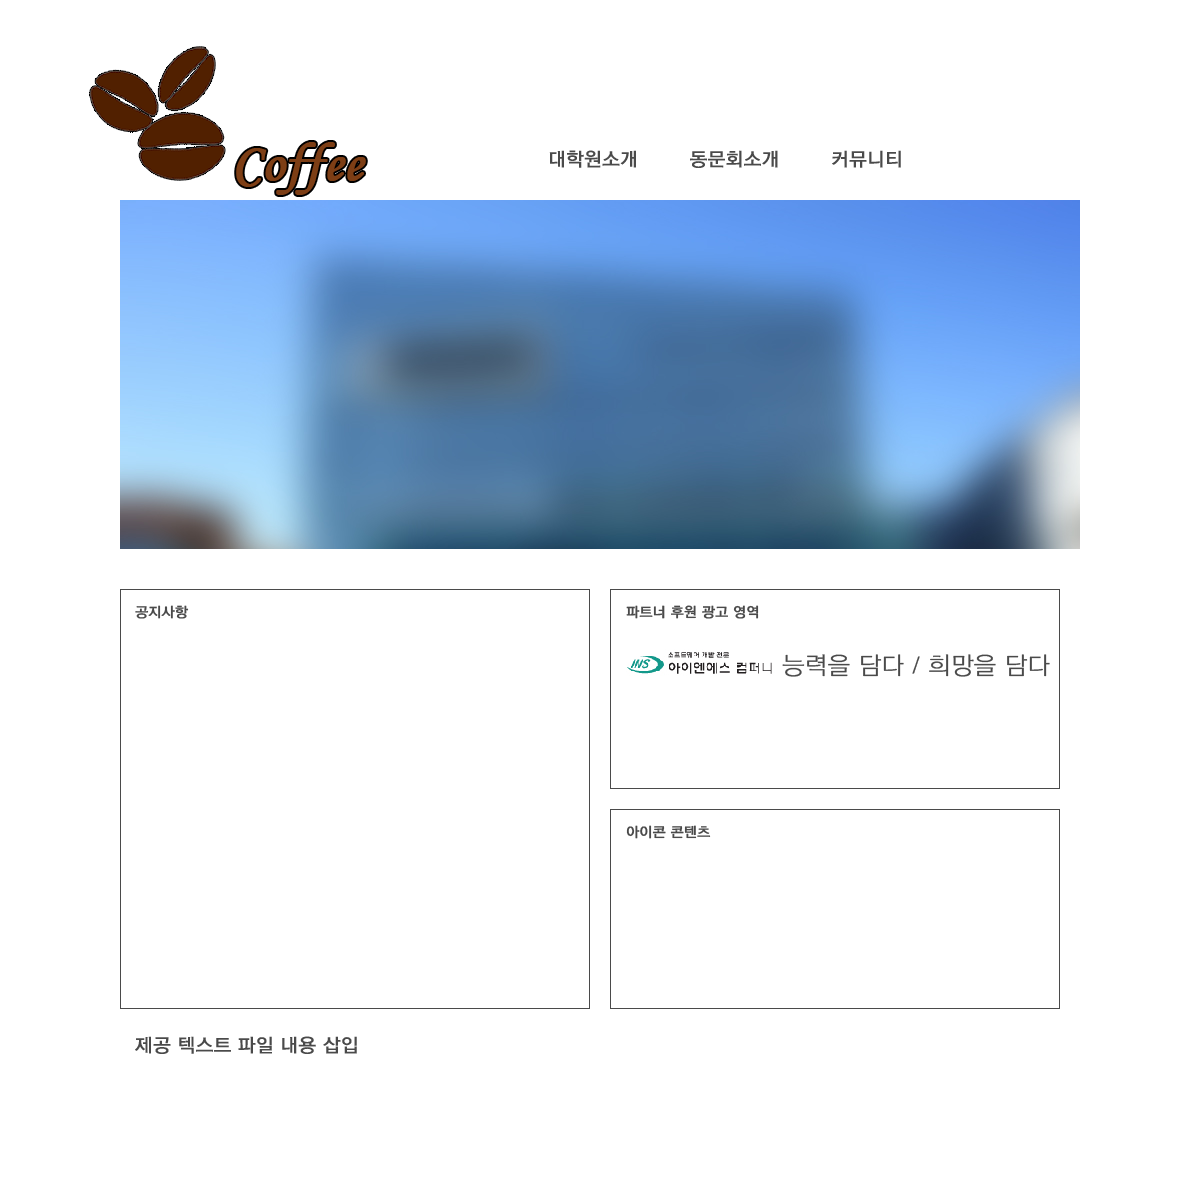 Coffee
대학원소개 동문회소개 커뮤니티
공지사항
파트너 후원 광고 영역
INS 소프트웨어 개발 전문
아이엔에스 컴퍼니 능력을 담다 / 희망을 담다
아이콘 콘텐츠
제공 텍스트 파일 내용 삽입